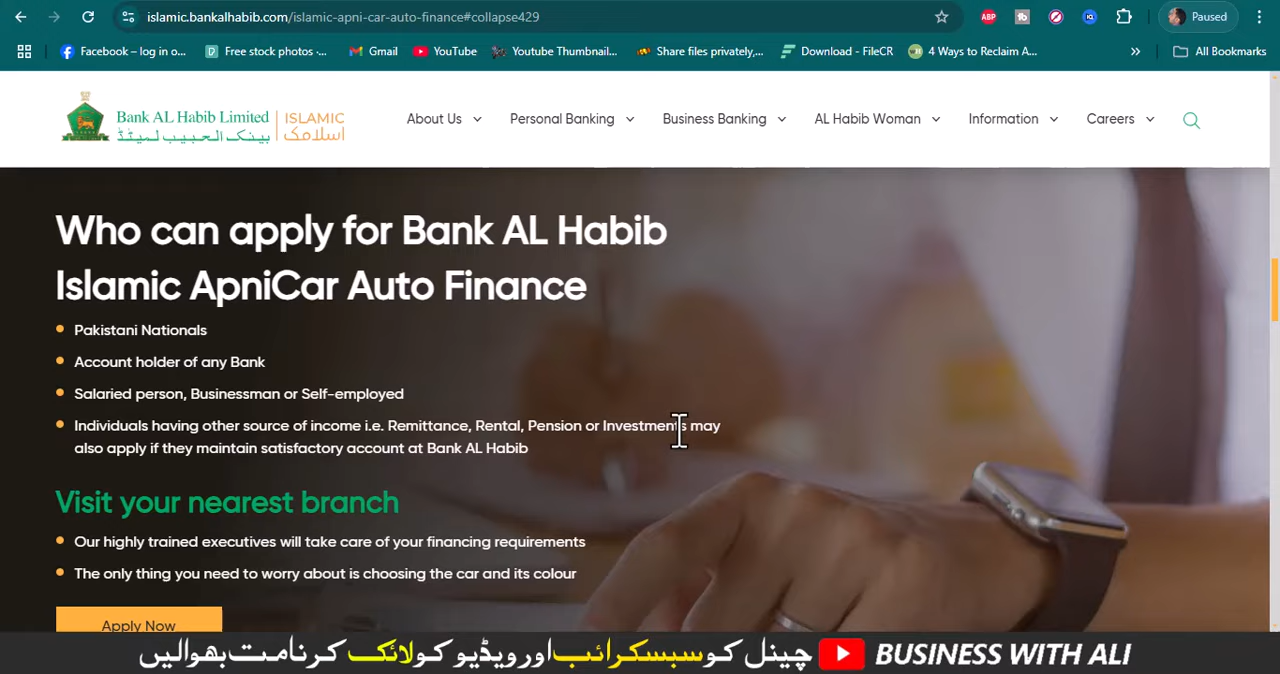 islamic.bankalhabib.com/islamic-apni-car-auto-finance#collapse429
ABP
Paused
Facebook – log in o...
Free stock photos -...
Gmail
YouTube
Youtube Thumbnail...
Share files privately,...
Download - FileCR
4 Ways to Reclaim A...
»
All Bookmarks
Bank AL Habib Limited
بینک الحبیب لمیٹڈ
ISLAMIC
اسلامک
About Us
Personal Banking
Business Banking
AL Habib Woman
Information
Careers
Who can apply for Bank AL Habib
Islamic ApniCar Auto Finance
Pakistani Nationals
Account holder of any Bank
Salaried person, Businessman or Self-employed
Individuals having other source of income i.e. Remittance, Rental, Pension or Investments may
also apply if they maintain satisfactory account at Bank AL Habib
Visit your nearest branch
Our highly trained executives will take care of your financing requirements
The only thing you need to worry about is choosing the car and its colour
Apply Now
چینل کو سبسکرائب اور ویڈیو کو لائک کرنا مت بھوالیں
BUSINESS WITH ALI